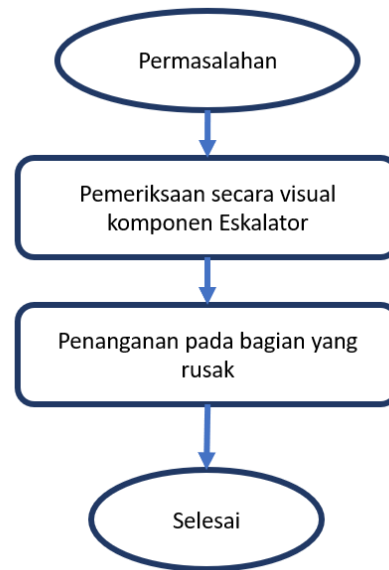 Permasalahan
Pemeriksaan secara visual
komponen Eskalator
Penanganan pada bagian yang
rusak
Selesai